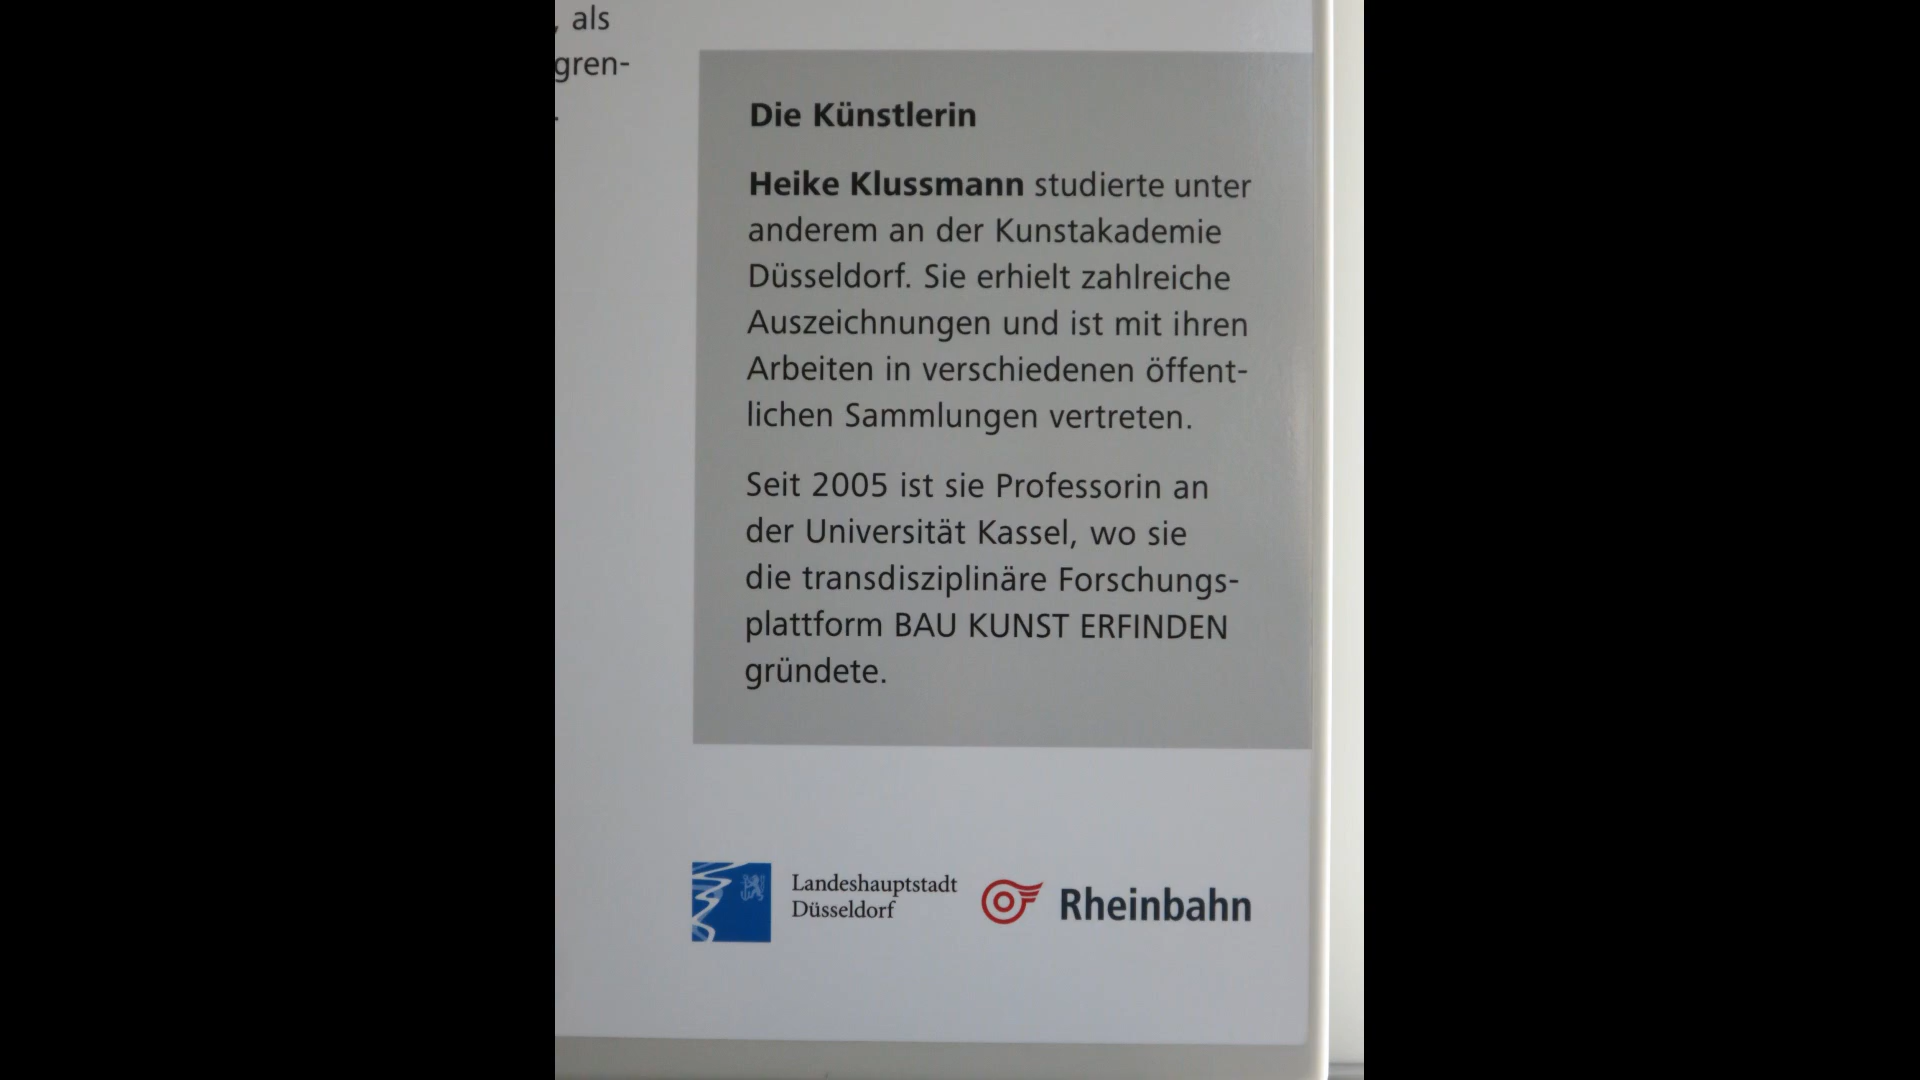 , als
gren-
.
Die Künstlerin
Heike Klussmann studierte unter
anderem an der Kunstakademie
Düsseldorf. Sie erhielt zahlreiche
Auszeichnungen und ist mit ihren
Arbeiten in verschiedenen öffent-
lichen Sammlungen vertreten.
Seit 2005 ist sie Professorin an
der Universität Kassel, wo sie
die transdisziplinäre Forschungs-
plattform BAU KUNST ERFINDEN
gründete.
Landeshauptstadt
Düsseldorf
Rheinbahn